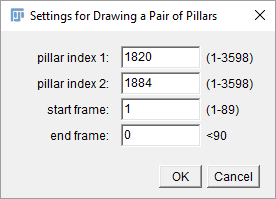 Settings for Drawing a Pair of Pillars
pillar index 1: 1820 (1-3598)
pillar index 2: 1884 (1-3598)
start frame: 1 (1-89)
end frame: 0 <90
OK Cancel